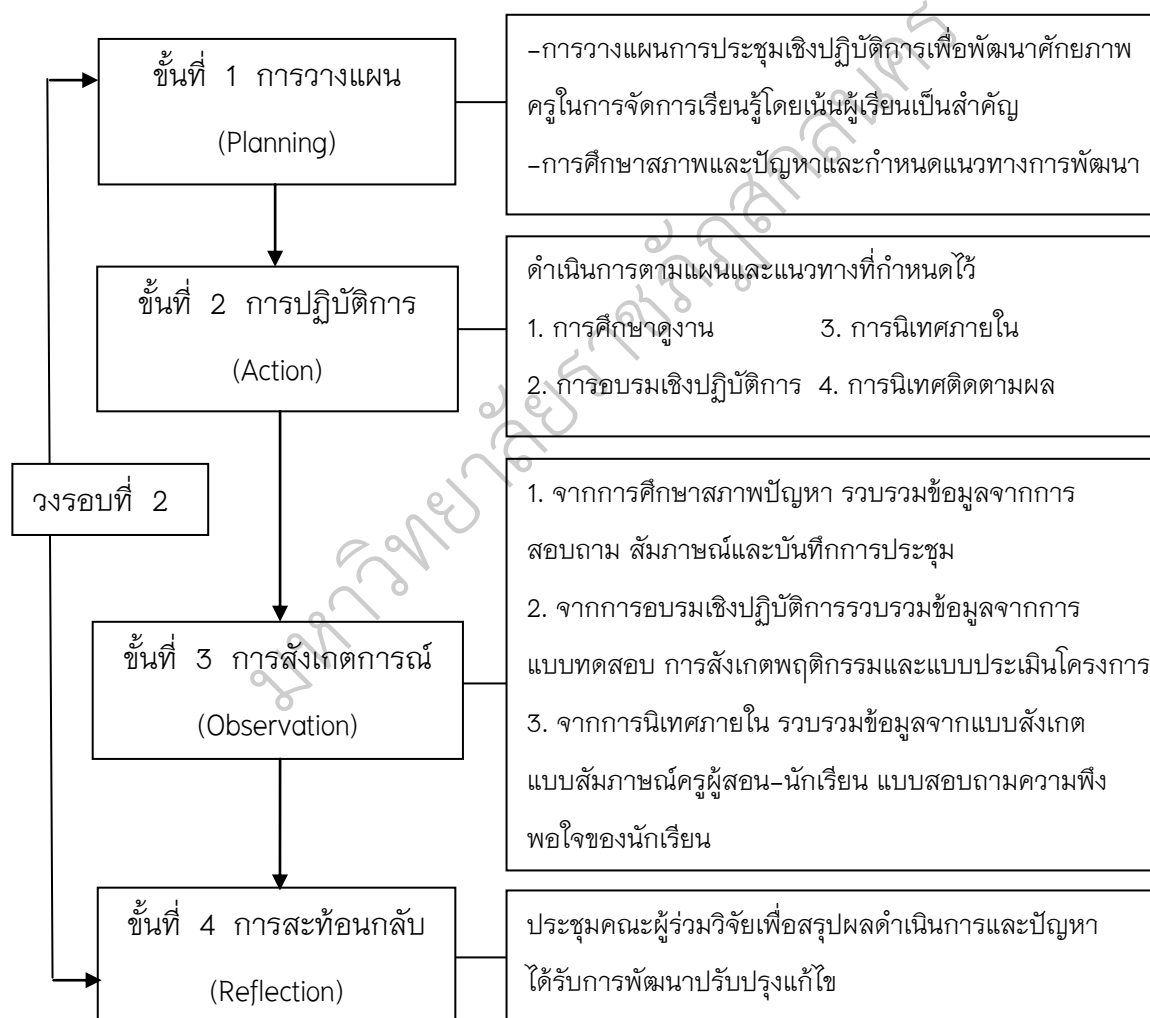 ขั้นที่ 1 การวางแผน
(Planning)
-การวางแผนการประชุมเชิงปฏิบัติการเพื่อพัฒนาศักยภาพ
ครูในการจัดการเรียนรู้โดยเน้นผู้เรียนเป็นสำคัญ
-การศึกษาสภาพและปัญหาและกำหนดแนวทางการพัฒนา
ขั้นที่ 2 การปฏิบัติการ
(Action)
ดำเนินการตามแผนและแนวทางที่กำหนดไว้
1. การศึกษาดูงาน 3. การนิเทศภายใน
2. การอบรมเชิงปฏิบัติการ 4. การนิเทศติดตามผล
วงรอบที่ 2
ขั้นที่ 3 การสังเกตการณ์
(Observation)
1. จากการศึกษาสภาพปัญหา รวบรวมข้อมูลจากการ
สอบถาม สัมภาษณ์และบันทึกการประชุม
2. จากการอบรมเชิงปฏิบัติการรวบรวมข้อมูลจากการ
แบบทดสอบ การสังเกตพฤติกรรมและแบบประเมินโครงการ
3. จากการนิเทศภายใน รวบรวมข้อมูลจากแบบสังเกต
แบบสัมภาษณ์ครูผู้สอน-นักเรียน แบบสอบถามความพึง
พอใจของนักเรียน
ขั้นที่ 4 การสะท้อนกลับ
(Reflection)
ประชุมคณะผู้ร่วมวิจัยเพื่อสรุปผลดำเนินการและปัญหา
ได้รับการพัฒนาปรับปรุงแก้ไข
มหาวิทยาลัยราชภัฏสกลนคร